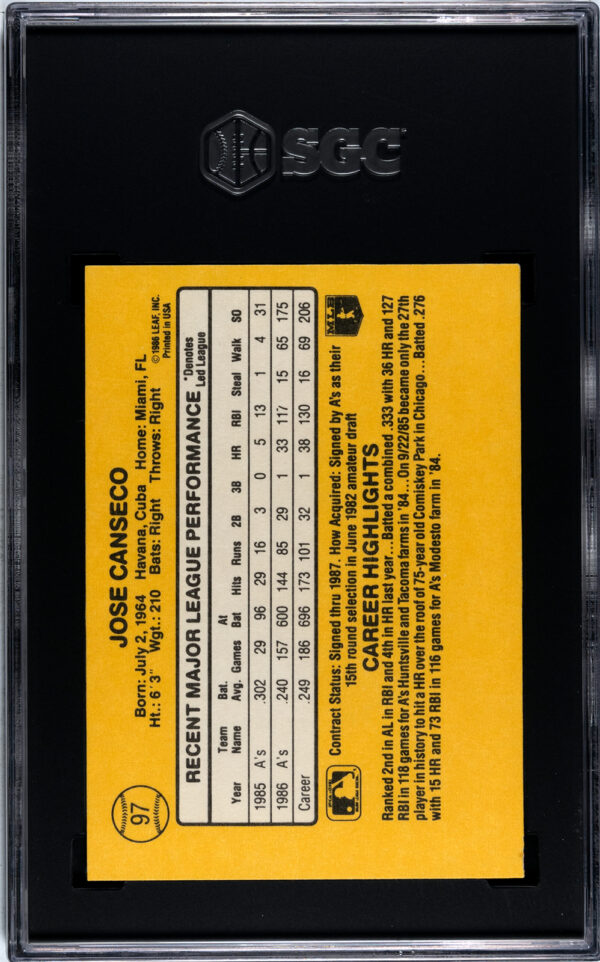 SGC
97
JOSE CANSECO
Born: July 2, 1964 Havana, Cuba Home: Miami, FL
Ht.: 6´3″ Wgt.: 210 Bats: Right Throws: Right
©1986 LEAF, INC.
Printed in USA
RECENT MAJOR LEAGUE PERFORMANCE *Denotes Led League
Year Team Name Bat. Avg. Games At Bat Hits Runs 2B 3B HR RBI Steal Walk SO
1985 A's .302 29 96 29 16 3 0 5 13 1 4 31
1986 A's .240 157 600 144 85 29 1 33 117 15 65 175
Career .249 186 696 173 101 32 1 38 130 16 69 206
Contract Status: Signed thru 1987. How Acquired: Signed by A's as their
15th round selection in June 1982 amateur draft
MLB
CAREER HIGHLIGHTS
Ranked 2nd in AL in RBI and 4th in HR last year...Batted a combined .333 with 36 HR and 127
RBI in 118 games for A's Huntsville and Tacoma farms in '84...On 9/22/85 became only the 27th
player in history to hit a HR over the roof of 75-year old Comiskey Park in Chicago...Batted .276
with 15 HR and 73 RBI in 116 games for A's Modesto farm in '84.